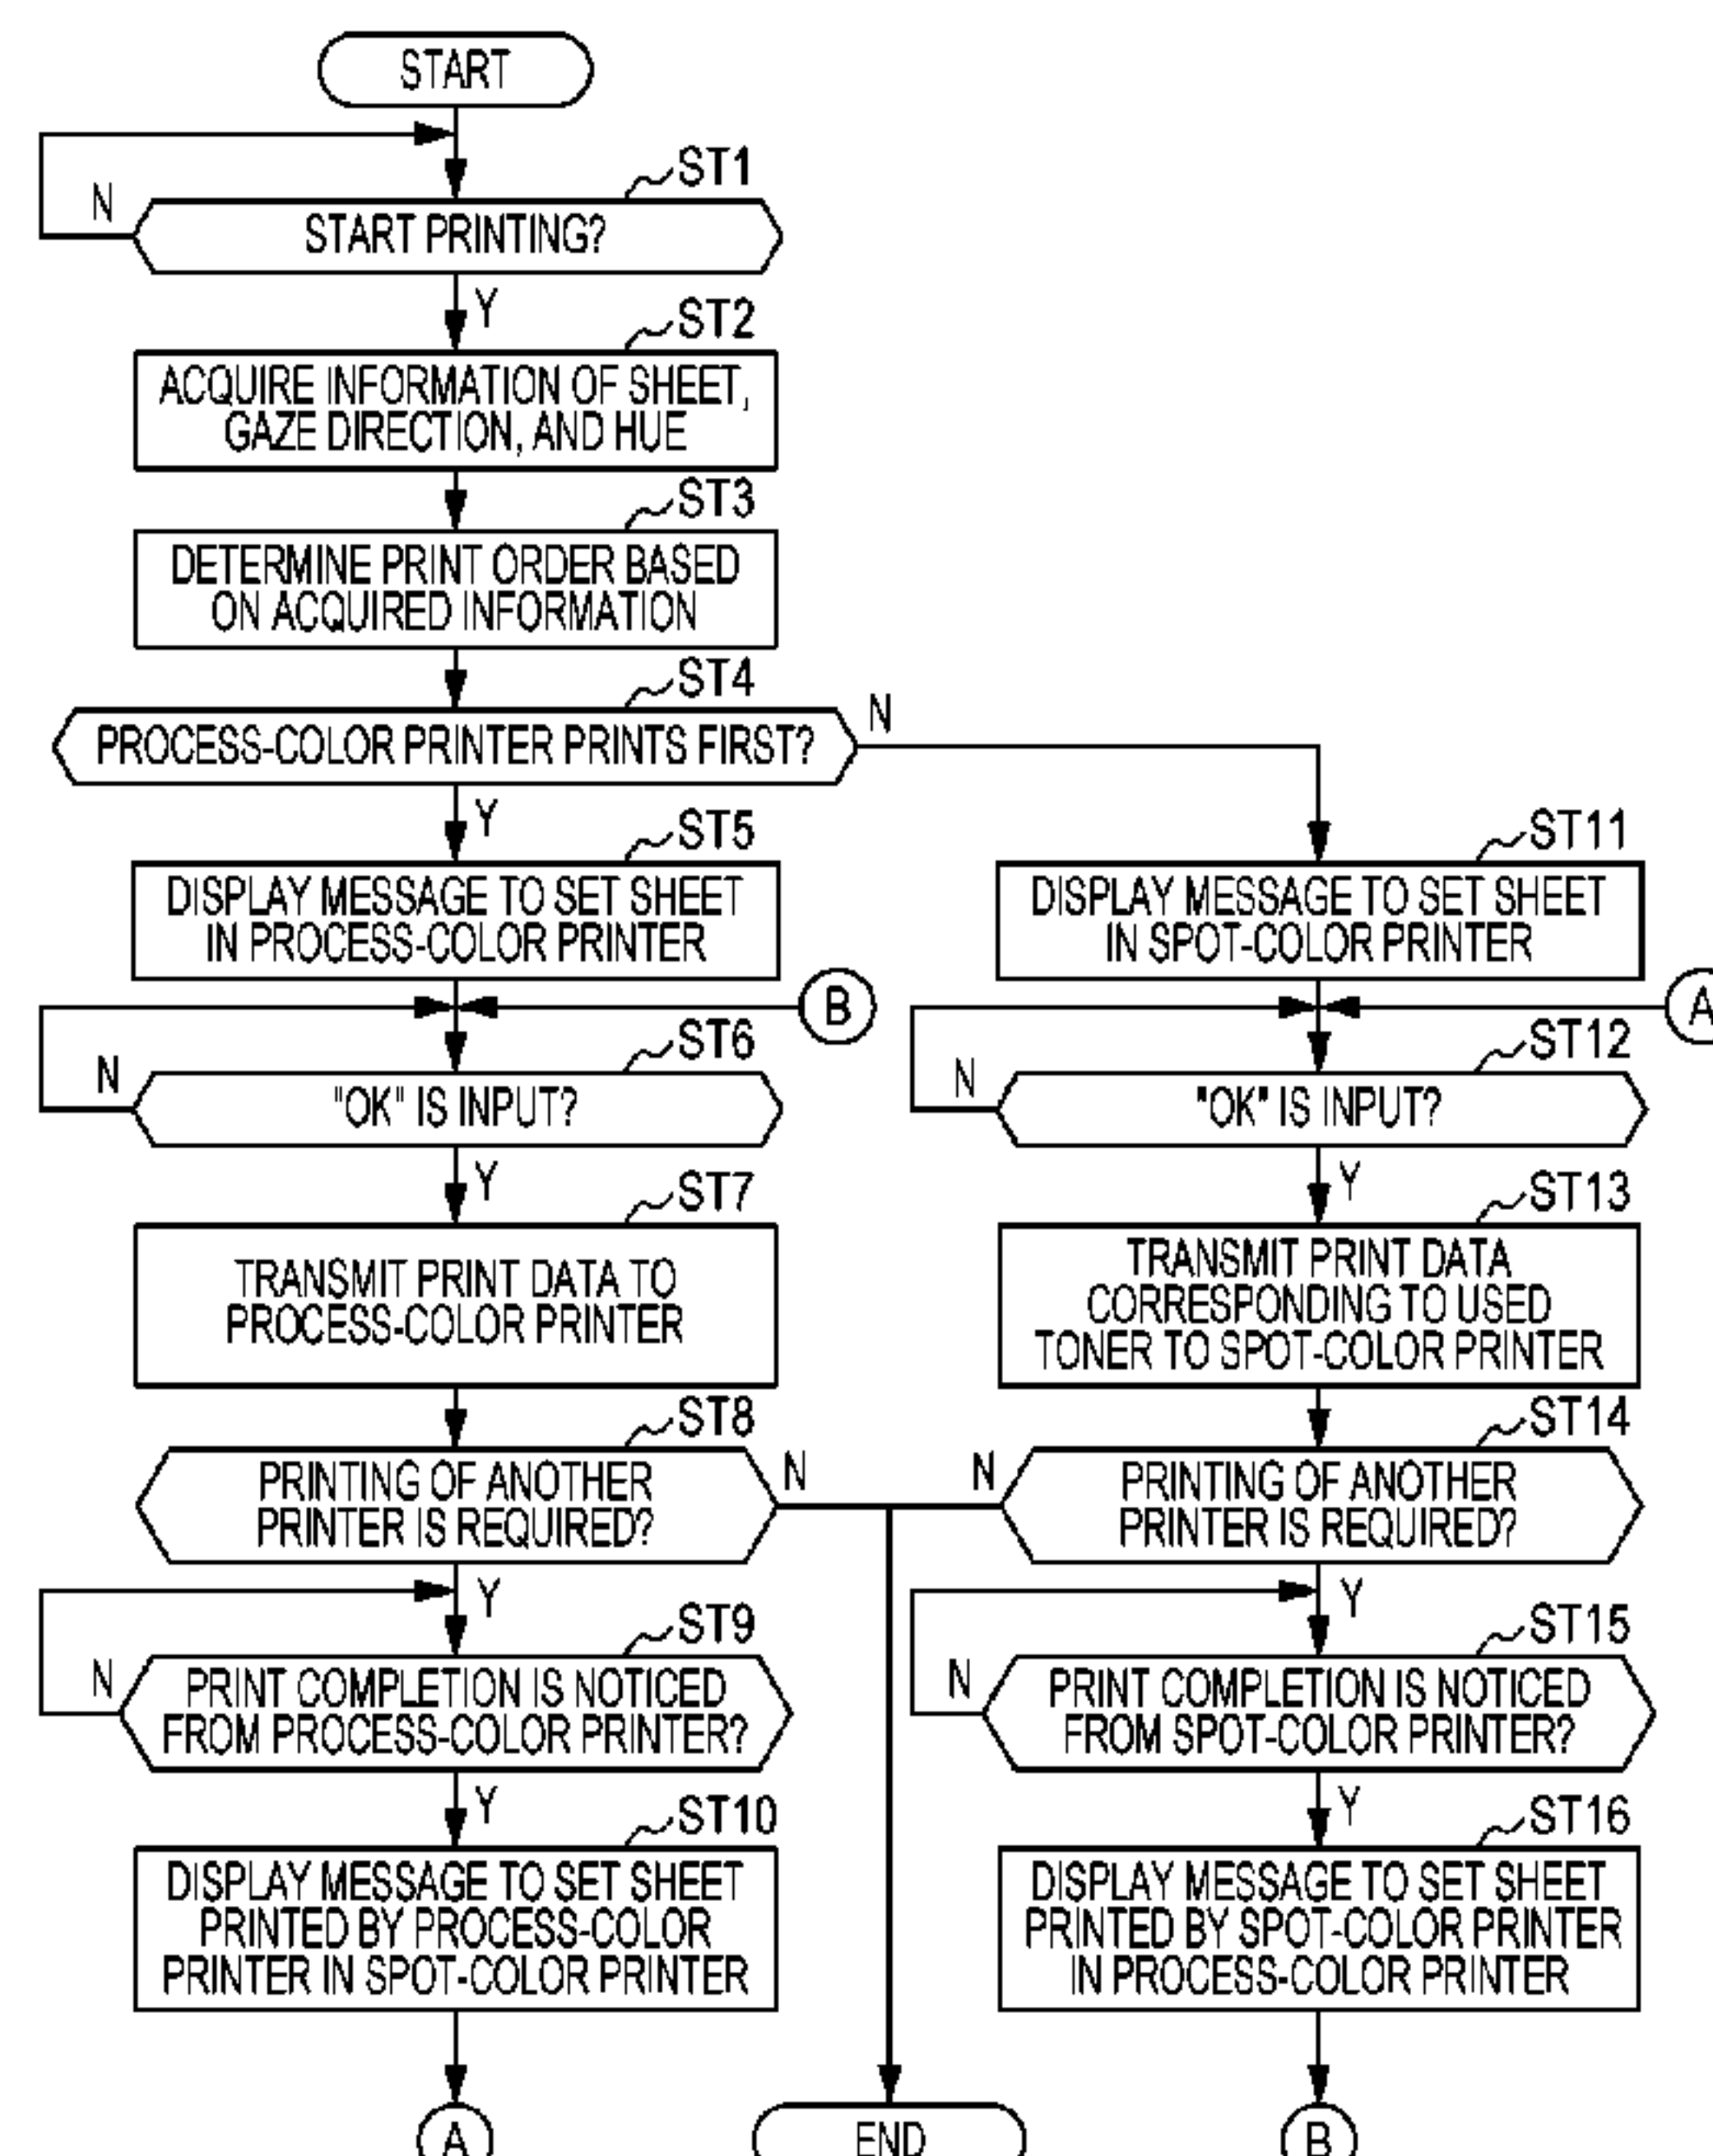 START
ST1
N
START PRINTING?
Y
ST2
ACQUIRE INFORMATION OF SHEET,
GAZE DIRECTION, AND HUE
ST3
DETERMINE PRINT ORDER BASED
ON ACQUIRED INFORMATION
ST4
N
PROCESS-COLOR PRINTER PRINTS FIRST?
Y
ST5
DISPLAY MESSAGE TO SET SHEET
IN PROCESS-COLOR PRINTER
B
ST6
N
"OK" IS INPUT?
Y
ST7
TRANSMIT PRINT DATA TO
PROCESS-COLOR PRINTER
ST8
N
PRINTING OF ANOTHER
PRINTER IS REQUIRED?
Y
ST9
N
PRINT COMPLETION IS NOTICED
FROM PROCESS-COLOR PRINTER?
Y
ST10
DISPLAY MESSAGE TO SET SHEET
PRINTED BY PROCESS-COLOR
PRINTER IN SPOT-COLOR PRINTER
A
ST11
DISPLAY MESSAGE TO SET SHEET
IN SPOT-COLOR PRINTER
A
ST12
N
"OK" IS INPUT?
Y
ST13
TRANSMIT PRINT DATA
CORRESPONDING TO USED
TONER TO SPOT-COLOR PRINTER
ST14
N
PRINTING OF ANOTHER
PRINTER IS REQUIRED?
Y
ST15
N
PRINT COMPLETION IS NOTICED
FROM SPOT-COLOR PRINTER?
Y
ST16
DISPLAY MESSAGE TO SET SHEET
PRINTED BY SPOT-COLOR PRINTER
IN PROCESS-COLOR PRINTER
B
END